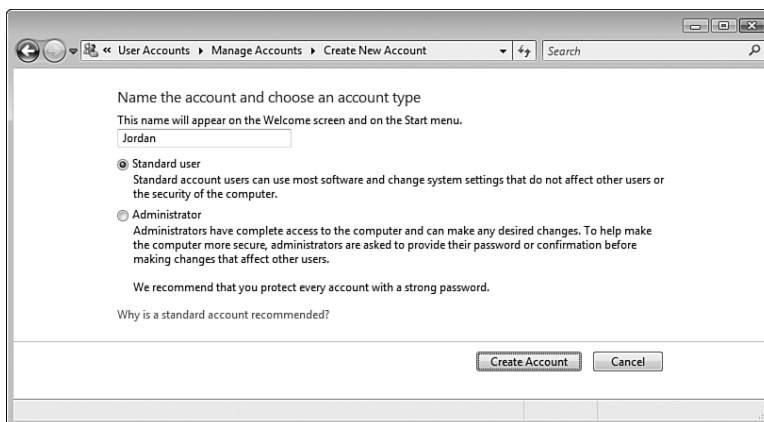 « User Accounts ▸ Manage Accounts ▸ Create New Account
Search
Name the account and choose an account type
This name will appear on the Welcome screen and on the Start menu.
Jordan
Standard user
Standard account users can use most software and change system settings that do not affect other users or
the security of the computer.
Administrator
Administrators have complete access to the computer and can make any desired changes. To help make
the computer more secure, administrators are asked to provide their password or confirmation before
making changes that affect other users.
We recommend that you protect every account with a strong password.
Why is a standard account recommended?
Create Account Cancel